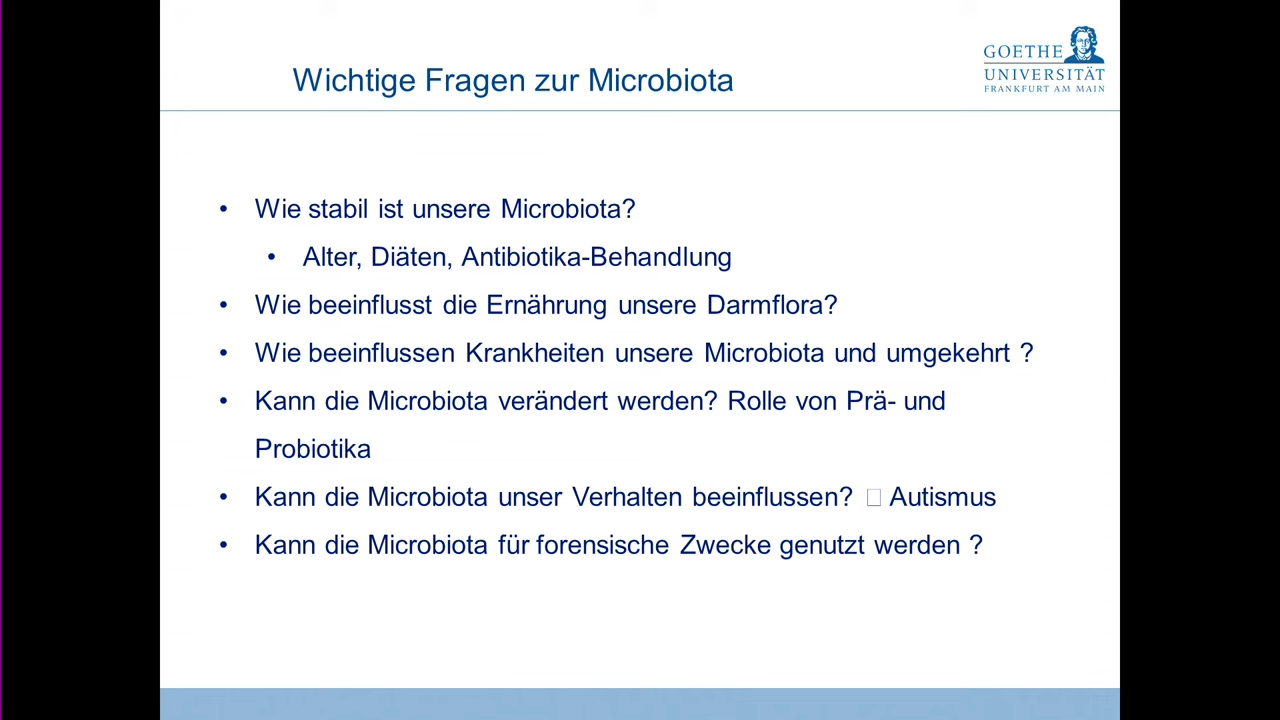 GOETHE
UNIVERSITÄT
FRANKFURT AM MAIN
Wichtige Fragen zur Microbiota
• Wie stabil ist unsere Microbiota?
• Alter, Diäten, Antibiotika-Behandlung
• Wie beeinflusst die Ernährung unsere Darmflora?
• Wie beeinflussen Krankheiten unsere Microbiota und umgekehrt ?
• Kann die Microbiota verändert werden? Rolle von Prä- und
Probiotika
• Kann die Microbiota unser Verhalten beeinflussen? □ Autismus
• Kann die Microbiota für forensische Zwecke genutzt werden ?